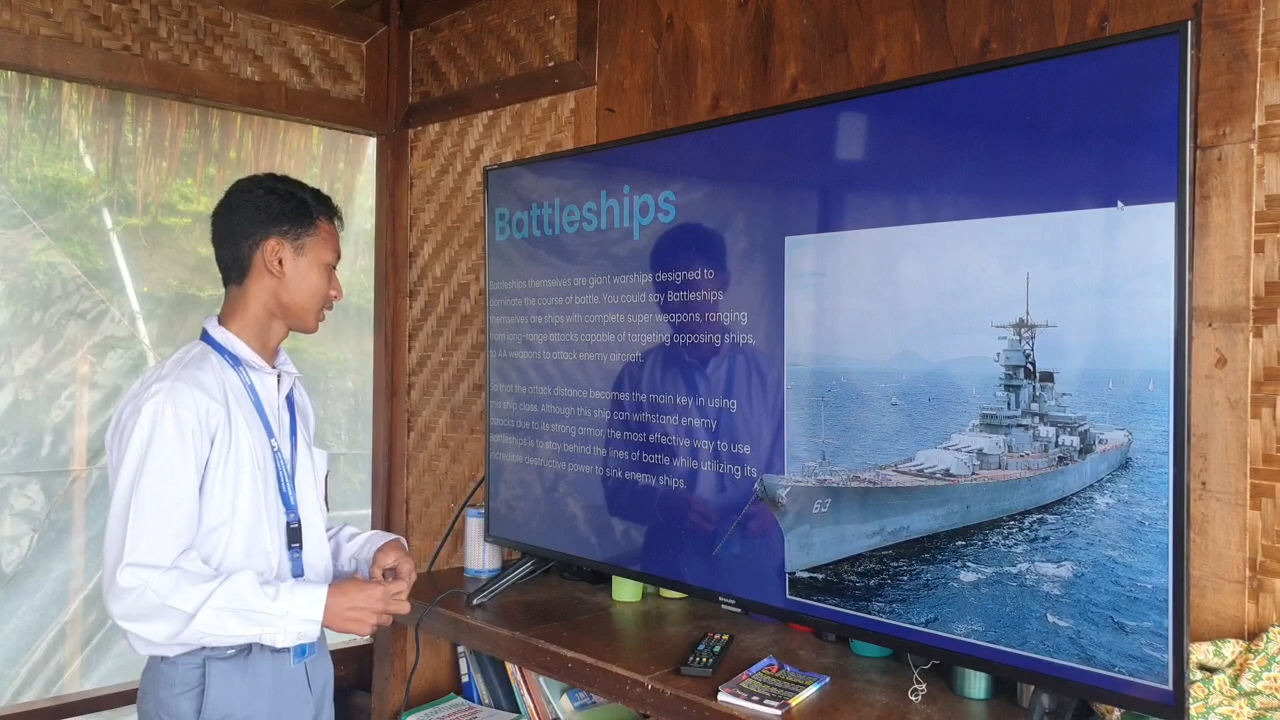 Battleships
Battleships themselves are giant warships designed to
dominate the course of battle. You could say Battleships
themselves are ships with complete super weapons, ranging
from long-range attacks capable of targeting opposing ships,
to AA weapons to attack enemy aircraft.
So that the attack distance becomes the main key in using
this ship class. Although this ship can withstand enemy
attacks due to its strong armor, the most effective way to use
Battleships is to stay behind the lines of battle while utilizing its
incredible destructive power to sink enemy ships.
63
SHARP